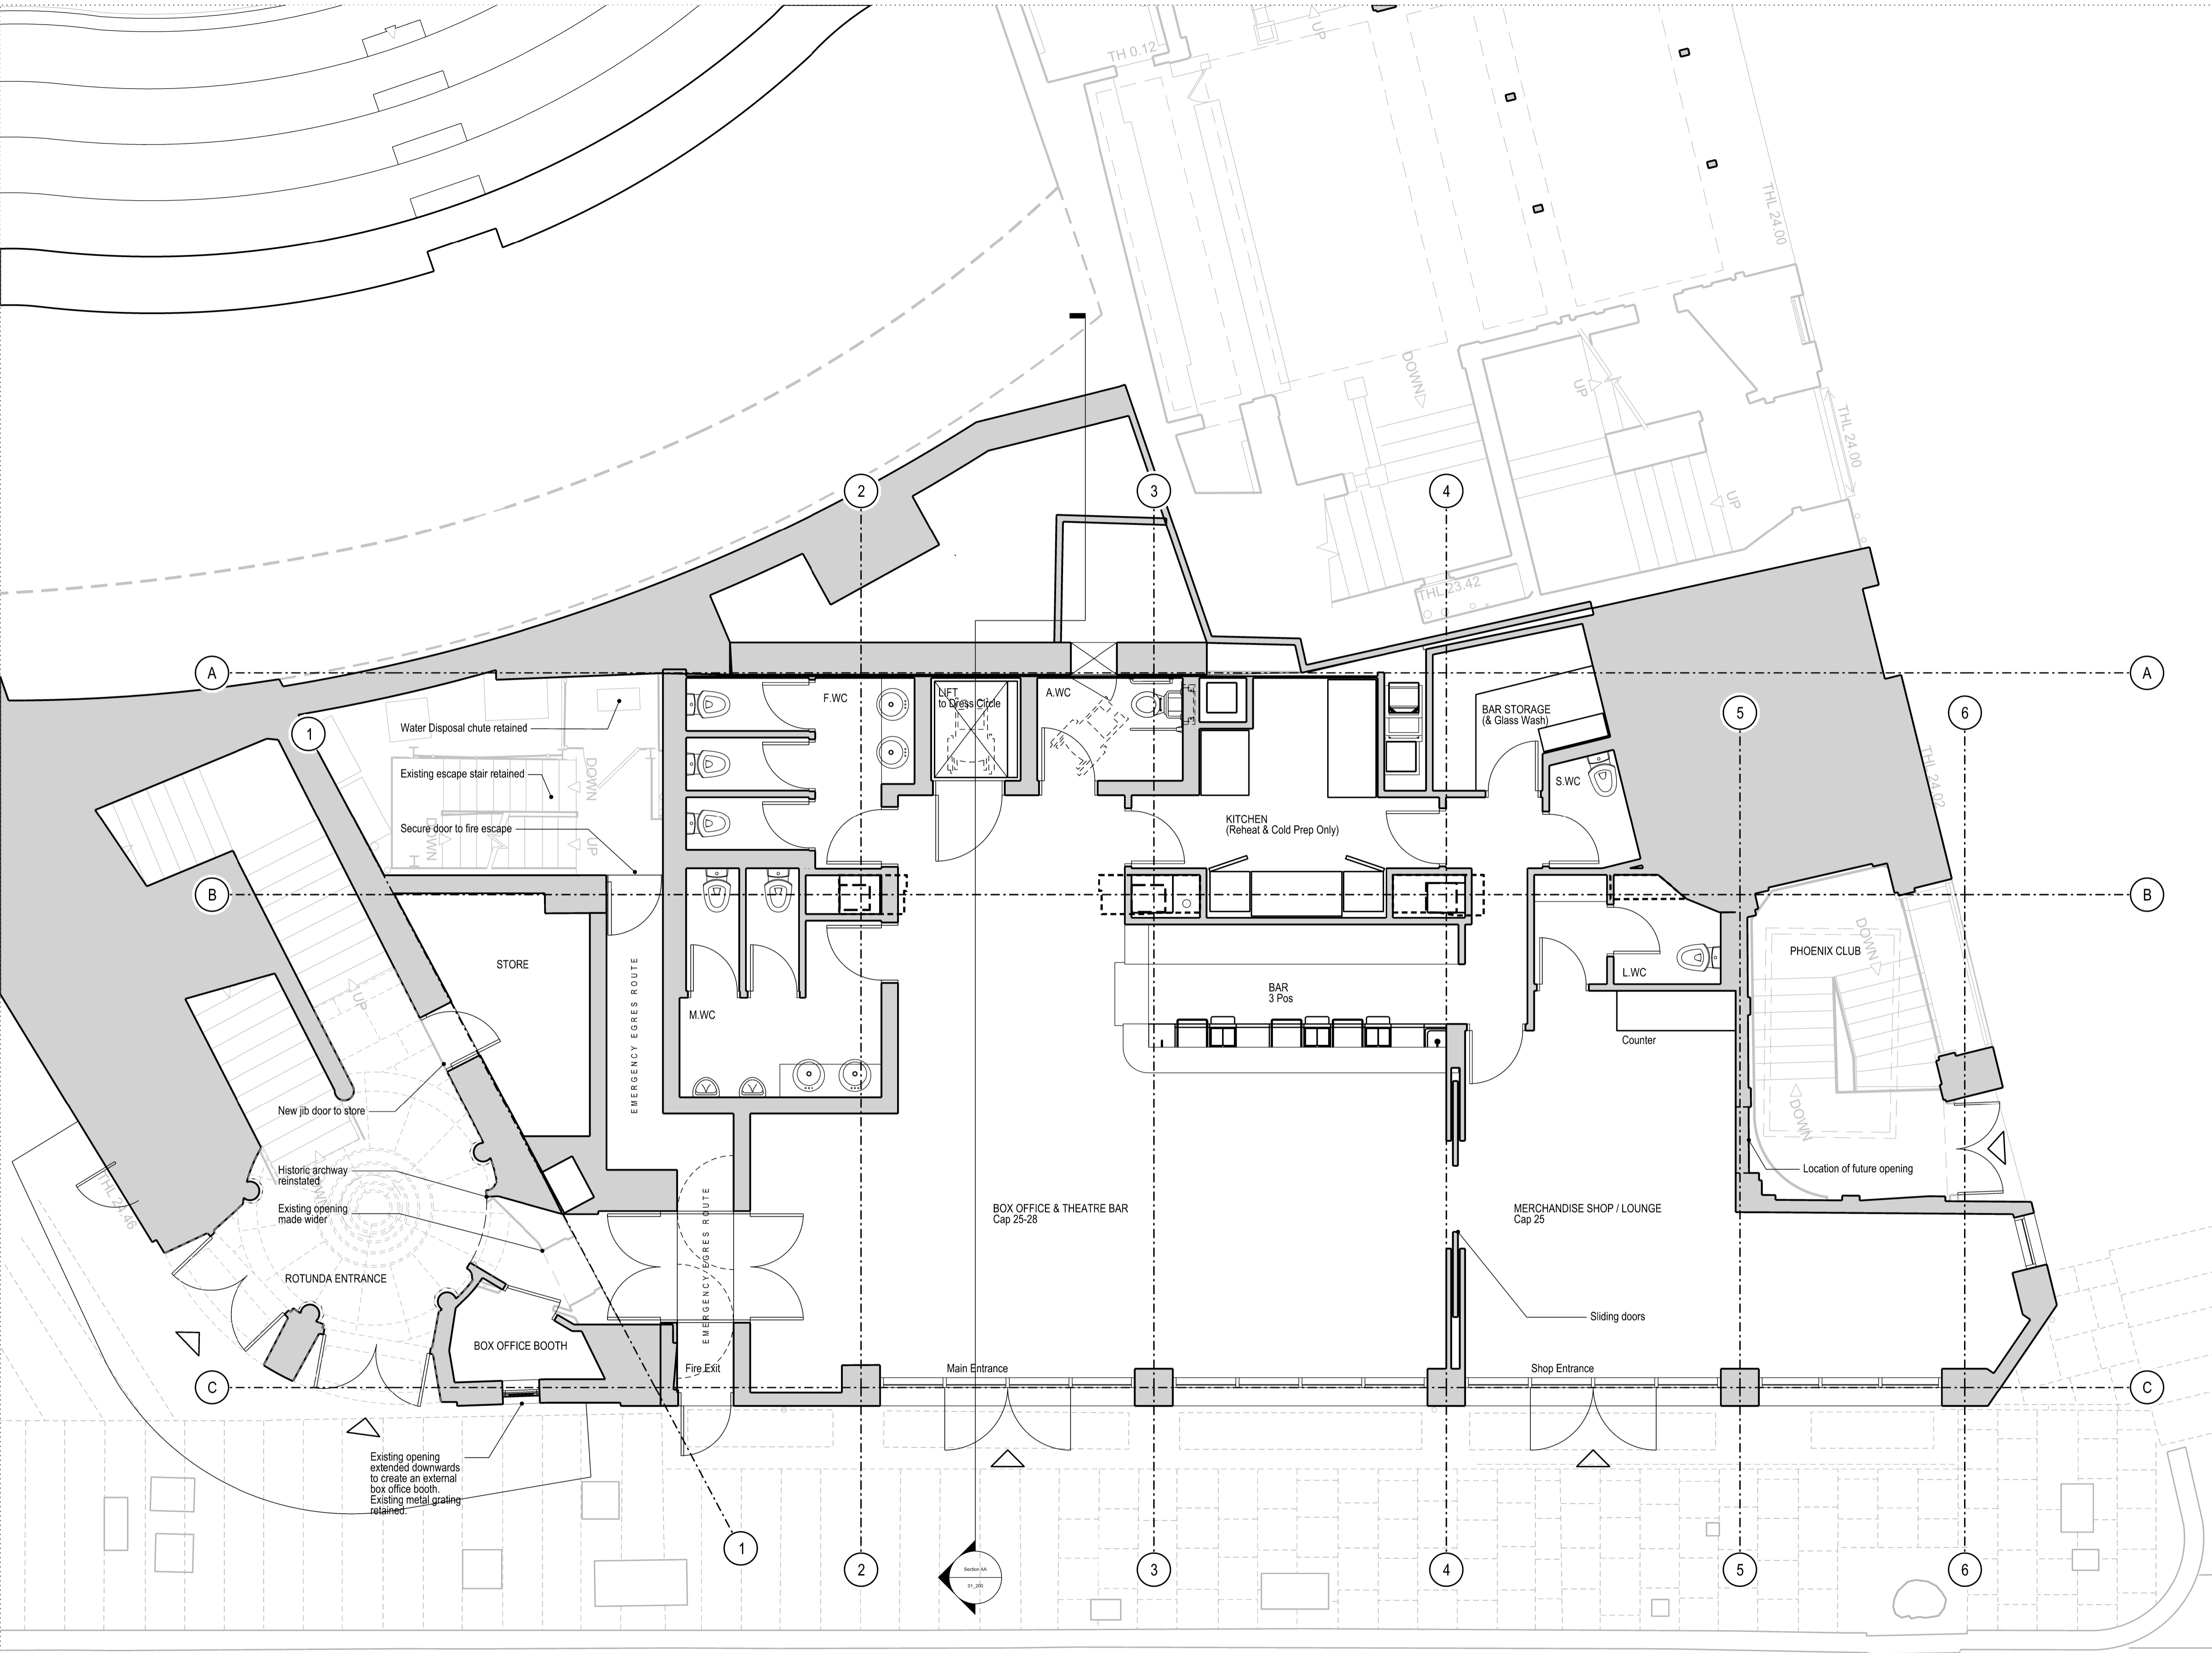 TH 0.12
UP
THL 24.00
DOWN
UP
THL 24.00
UP
THL 23.42
2
3
4
A
A
1
5
6
Water Disposal chute retained
F.WC
LIFT
to Dress Circle
A.WC
BAR STORAGE
(& Glass Wash)
THL 24.02
Existing escape stair retained
DOWN
S.WC
Secure door to fire escape
DOWN
UP
KITCHEN
(Reheat & Cold Prep Only)
B
B
STORE
EMERGENCY EGRES ROUTE
PHOENIX CLUB
DOWN
L.WC
UP
M.WC
BAR
3 Pos
Counter
New jib door to store
DOWN
Historic archway
reinstated
Location of future opening
Existing opening
made wider
EMERGENCY EGRES ROUTE
BOX OFFICE & THEATRE BAR
Cap 25-28
MERCHANDISE SHOP / LOUNGE
Cap 25
ROTUNDA ENTRANCE
Sliding doors
BOX OFFICE BOOTH
Fire Exit
Main Entrance
Shop Entrance
C
C
Existing opening
extended downwards
to create an external
box office booth.
Existing metal grating
retained.
1
2
Section AA
01_200
3
4
5
6